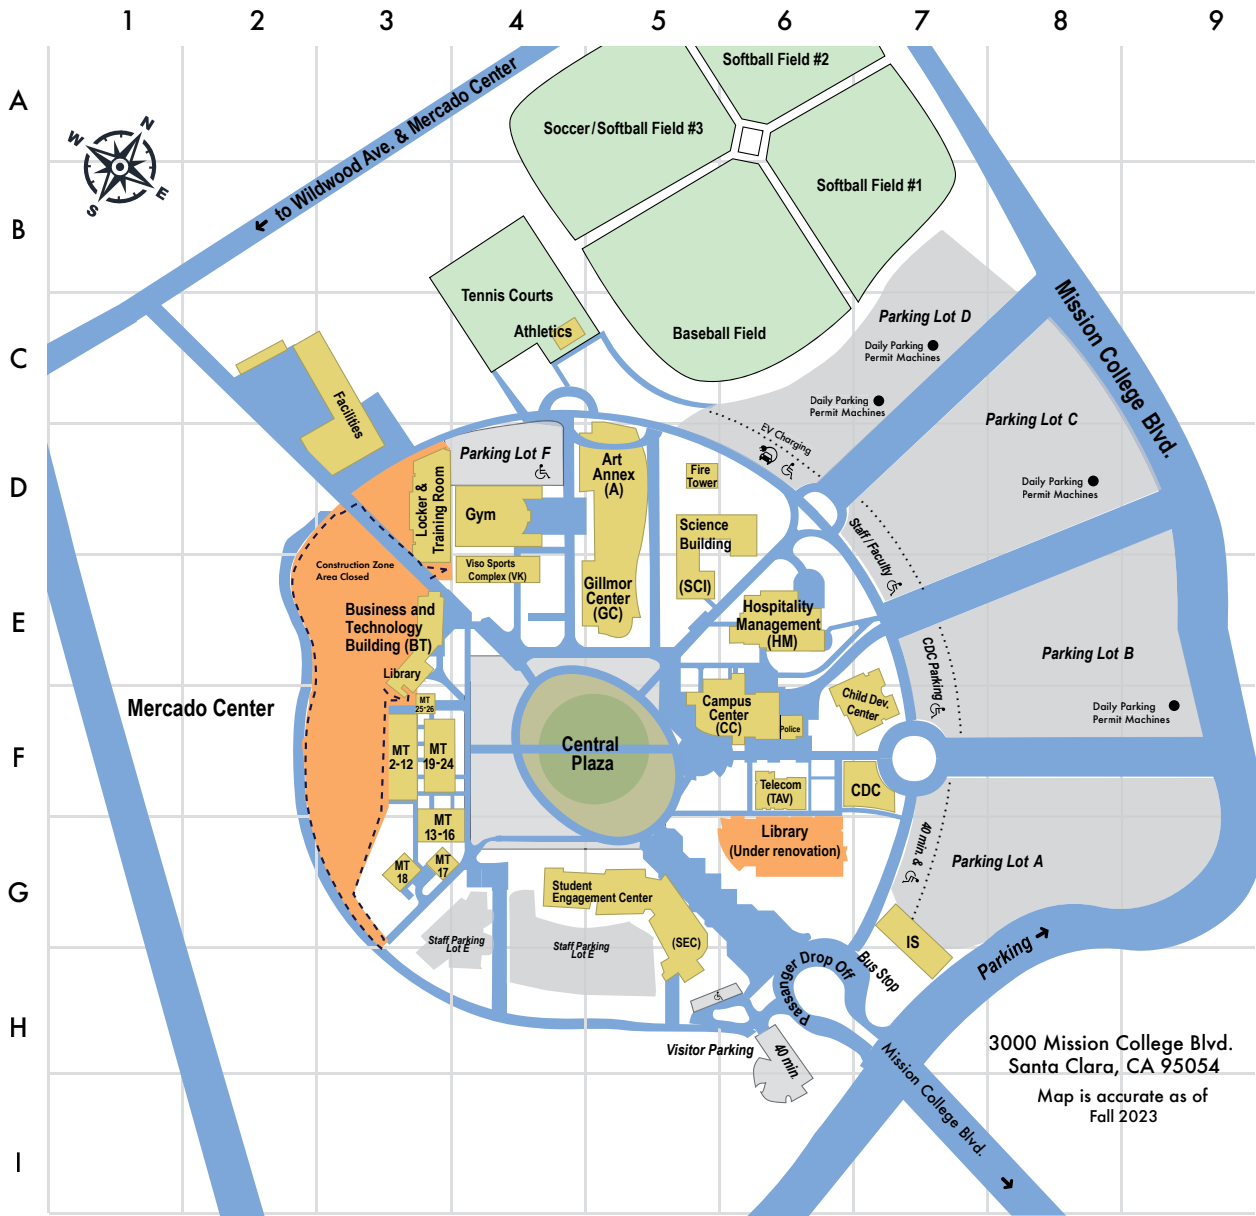 1 2 3 4 5 6 7 8 9
A
B
C
D
E
F
G
H
I
N
W
E
S
← to Wildwood Ave. & Mercado Center
Softball Field #2
Soccer/Softball Field #3
Softball Field #1
Baseball Field
Tennis Courts
Athletics
Mission College Blvd.
Parking Lot D
Daily Parking
Permit Machines
Daily Parking
Permit Machines
EV Charging
Parking Lot C
Daily Parking
Permit Machines
Staff / Faculty
Facilities
Parking Lot F
Locker &
Training Room
Gym
Viso Sports
Complex (VK)
Art
Annex
(A)
Gillmor
Center
(GC)
Fire
Tower
Science
Building
(SCI)
Hospitality
Management
(HM)
Construction Zone
Area Closed
Business and
Technology
Building (BT)
Library
Mercado Center
MT
25-26
MT
2-12
MT
19-24
MT
13-16
MT
17
MT
18
Central
Plaza
Campus
Center
(CC)
Police
Child Dev.
Center
CDC Parking
Parking Lot B
Daily Parking
Permit Machines
Telecom
(TAV)
CDC
Library
(Under renovation)
40 min. &
Parking Lot A
Student
Engagement Center
(SEC)
Staff Parking
Lot E
Staff Parking
Lot E
IS
Bus Stop
Passanger Drop Off
Parking →
Visitor Parking
40 min.
Mission College Blvd. →
3000 Mission College Blvd.
Santa Clara, CA 95054
Map is accurate as of
Fall 2023